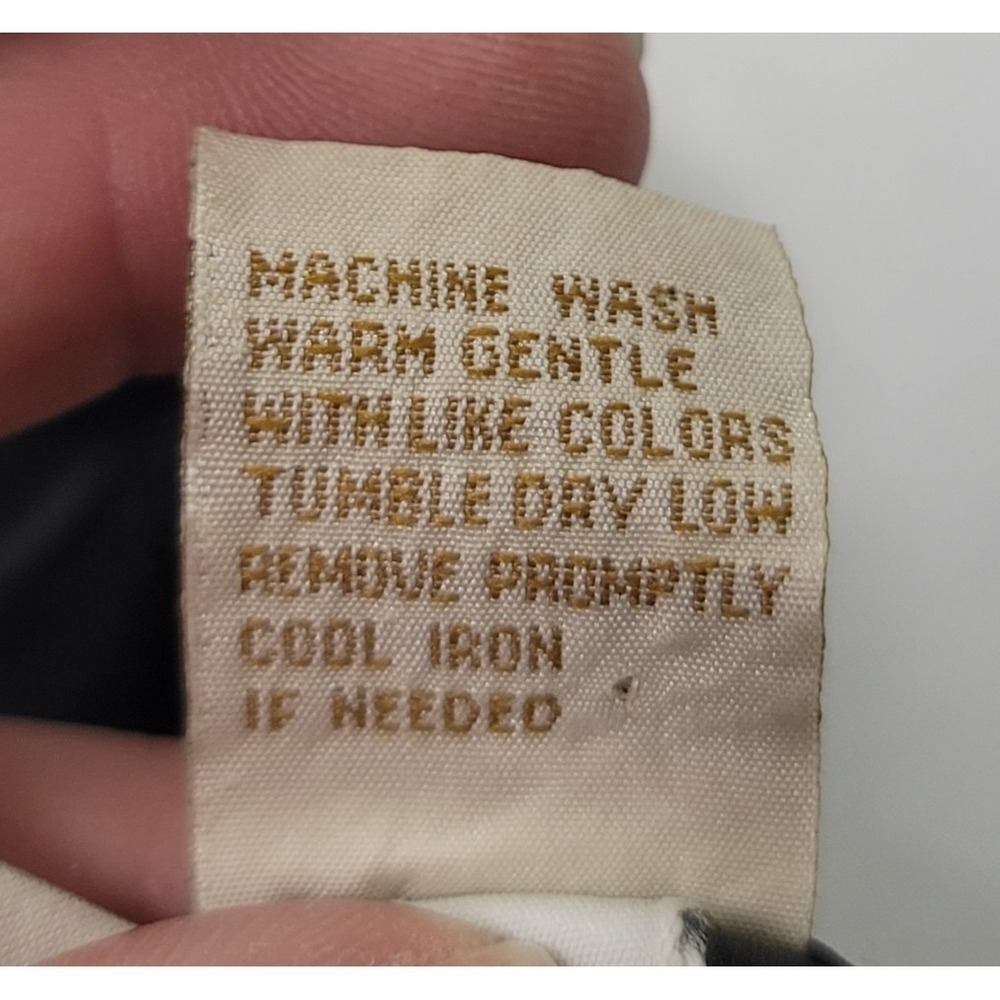 MACHINE WASH
WARM GENTLE
WITH LIKE COLORS
TUMBLE DRY LOW
REMOVE PROMPTLY
COOL IRON
IF NEEDED